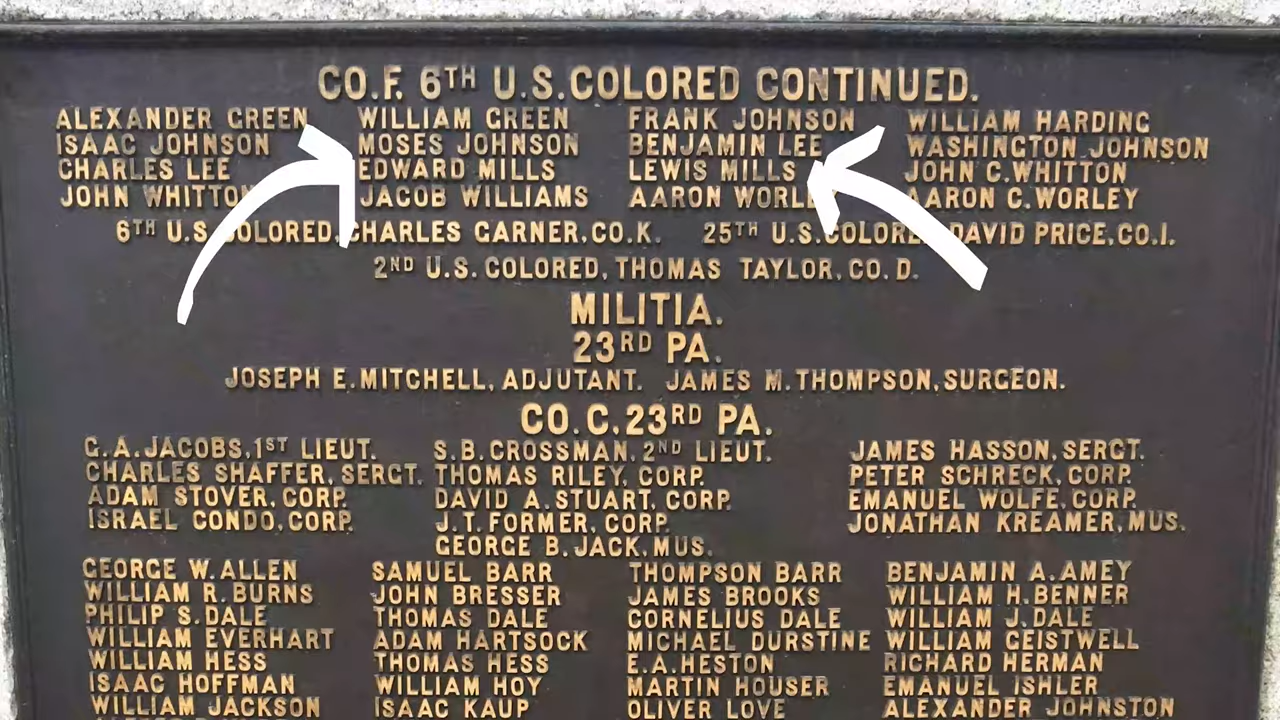 CO.F. 6TH U.S.COLORED CONTINUED.
ALEXANDER GREEN WILLIAM GREEN FRANK JOHNSON WILLIAM HARDING
ISAAC JOHNSON MOSES JOHNSON BENJAMIN LEE WASHINGTON JOHNSON
CHARLES LEE EDWARD MILLS LEWIS MILLS JOHN C.WHITTON
JOHN WHITTON JACOB WILLIAMS AARON WORLEY AARON C.WORLEY
6TH U.S.COLORED, CHARLES GARNER, CO.K. 25TH U.S.COLORED, DAVID PRICE, CO.I.
2ND U.S.COLORED, THOMAS TAYLOR, CO.D.
MILITIA.
23RD PA.
JOSEPH E.MITCHELL, ADJUTANT. JAMES M.THOMPSON, SURGEON.
CO.C.23RD PA.
G.A.JACOBS, 1ST LIEUT. S.B.CROSSMAN, 2ND LIEUT. JAMES HASSON, SERGT.
CHARLES SHAFFER, SERGT. THOMAS RILEY, CORP. PETER SCHRECK, CORP.
ADAM STOVER, CORP. DAVID A.STUART, CORP. EMANUEL WOLFE, CORP.
ISRAEL CONDO, CORP. J.T.FORMER, CORP. JONATHAN KREAMER, MUS.
GEORGE B.JACK, MUS.
GEORGE W.ALLEN SAMUEL BARR THOMPSON BARR BENJAMIN A.AMEY
WILLIAM R.BURNS JOHN BRESSER JAMES BROOKS WILLIAM H.BENNER
PHILIP S.DALE THOMAS DALE CORNELIUS DALE WILLIAM J.DALE
WILLIAM EVERHART ADAM HARTSOCK MICHAEL DURSTINE WILLIAM GEISTWELL
WILLIAM HESS THOMAS HESS E.A.HESTON RICHARD HERMAN
ISAAC HOFFMAN WILLIAM HOY MARTIN HOUSER EMANUEL ISHLER
WILLIAM JACKSON ISAAC KAUP OLIVER LOVE ALEXANDER JOHNSTON